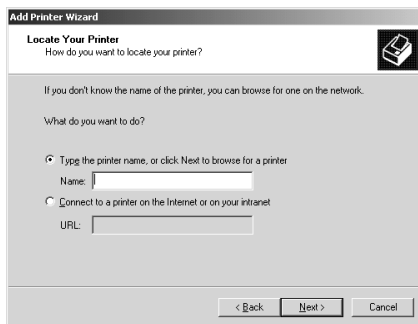 Add Printer Wizard
Locate Your Printer
How do you want to locate your printer?
If you don't know the name of the printer, you can browse for one on the network.
What do you want to do?
Type the printer name, or click Next to browse for a printer
Name:
Connect to a printer on the Internet or on your intranet
URL:
< Back Next > Cancel